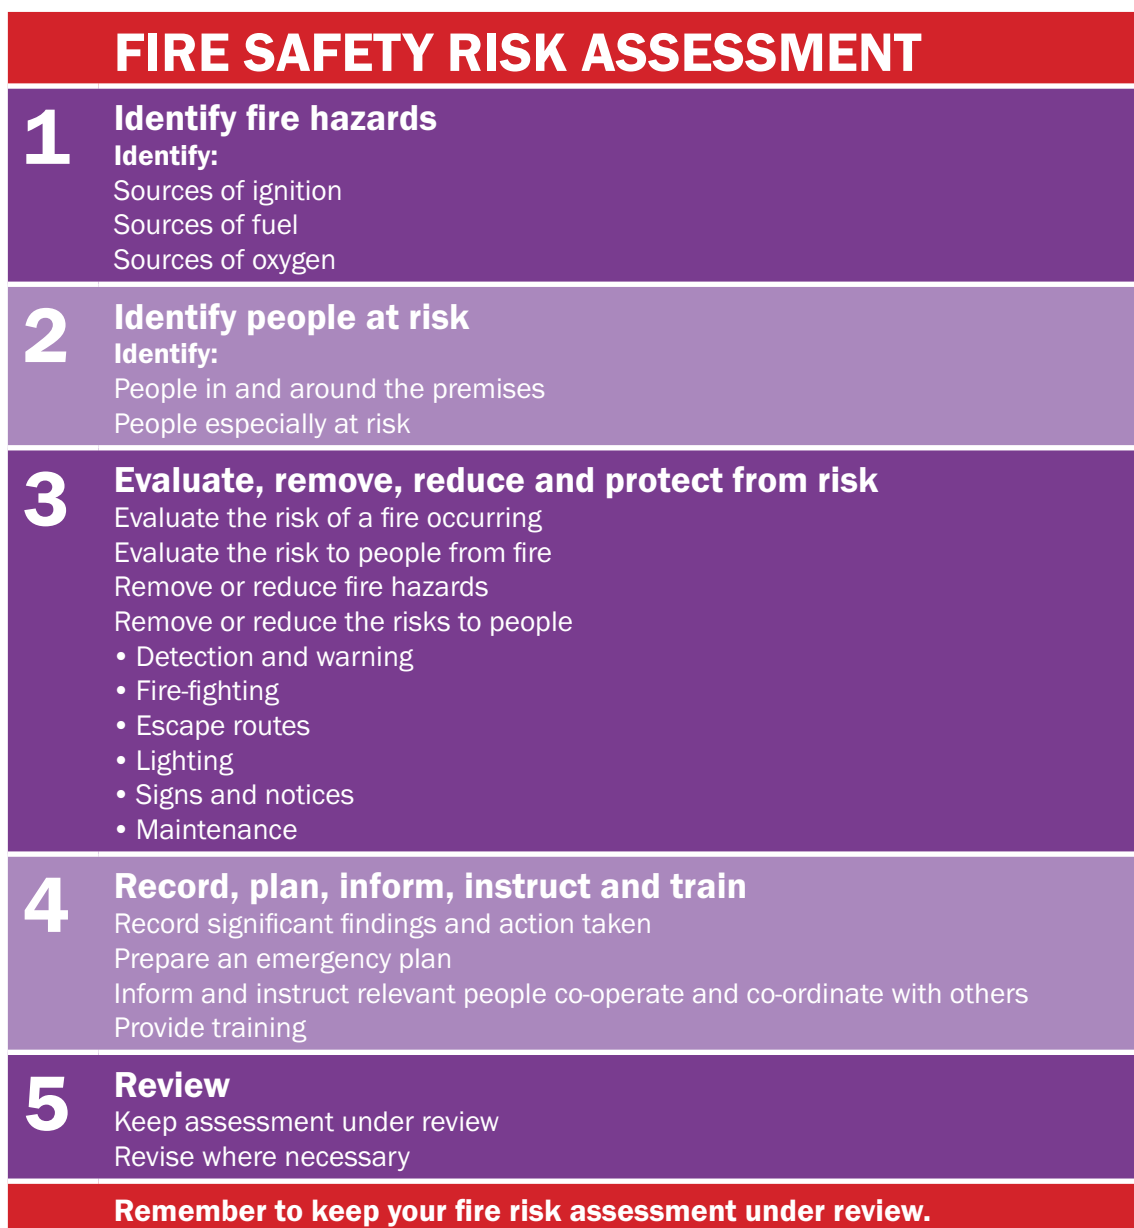 FIRE SAFETY RISK ASSESSMENT
1
Identify fire hazards
Identify:
Sources of ignition
Sources of fuel
Sources of oxygen
2
Identify people at risk
Identify:
People in and around the premises
People especially at risk
3
Evaluate, remove, reduce and protect from risk
Evaluate the risk of a fire occurring
Evaluate the risk to people from fire
Remove or reduce fire hazards
Remove or reduce the risks to people
• Detection and warning
• Fire-fighting
• Escape routes
• Lighting
• Signs and notices
• Maintenance
4
Record, plan, inform, instruct and train
Record significant findings and action taken
Prepare an emergency plan
Inform and instruct relevant people co-operate and co-ordinate with others
Provide training
5
Review
Keep assessment under review
Revise where necessary
Remember to keep your fire risk assessment under review.